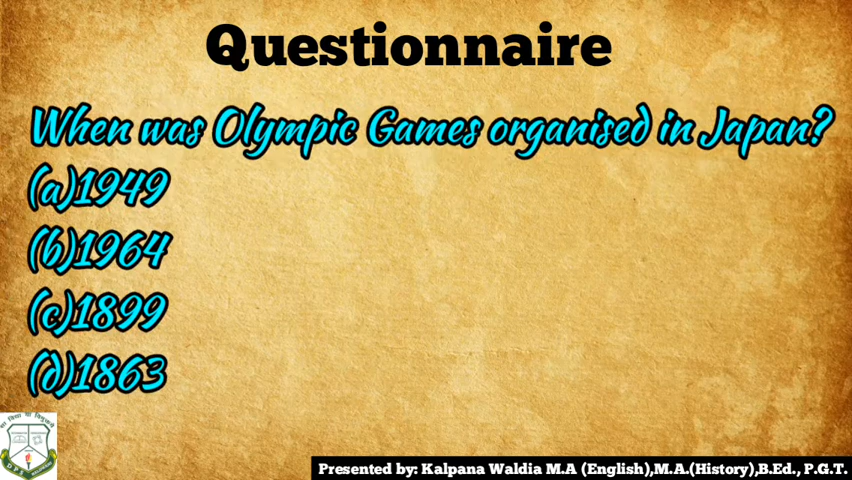 Questionnaire
When was Olympic Games organised in Japan?
(a)1949
(b)1964
(c)1899
(d)1863
सा विद्या या विमुक्तये
Presented by: Kalpana Waldia M.A (English),M.A.(History),B.Ed., P.G.T.